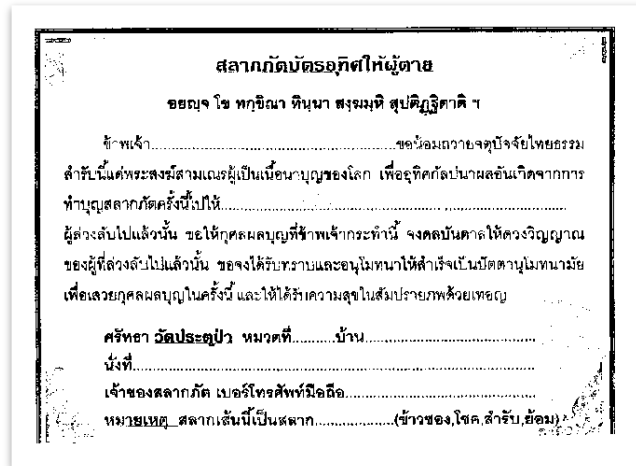 สลากภัตบัตรอุทิศให้ผู้ตาย
อยญฺจ โข ทกฺขิณา ทินฺนา สงฺฆมฺหิ สุปติฏฺฐิตาติ ฯ
ข้าพเจ้า..........................................ขอน้อมถวายจตุปัจจัยไทยธรรม
สำรับนี้แด่พระสงฆ์สามเณรผู้เป็นเนื้อนาบุญของโลก เพื่ออุทิศกัลปนาผลอันเกิดจากการ
ทำบุญสลากภัตครั้งนี้ไปให้..............................................................................
ผู้ล่วงลับไปแล้วนั้น ขอให้กุศลผลบุญที่ข้าพเจ้ากระทำนี้ จงดลบันดาลให้ดวงวิญญาณ
ของผู้ที่ล่วงลับไปแล้วนั้น ขอจงได้รับทราบและอนุโมทนาให้สำเร็จเป็นปัตตานุโมทนามัย
เพื่อเสวยกุศลผลบุญในครั้งนี้ และให้ได้รับความสุขในสัมปรายภพด้วยเทอญ
ศรัทธา วัดประตูป่า หมวดที่..........บ้าน........................................
นั่งที่................................................................................................
เจ้าของสลากภัต เบอร์โทรศัพท์มือถือ...........................................
หมายเหตุ สลากเส้นนี้เป็นสลาก..................(ข้าวซอง,โชค,สำรับ,ย้อม)